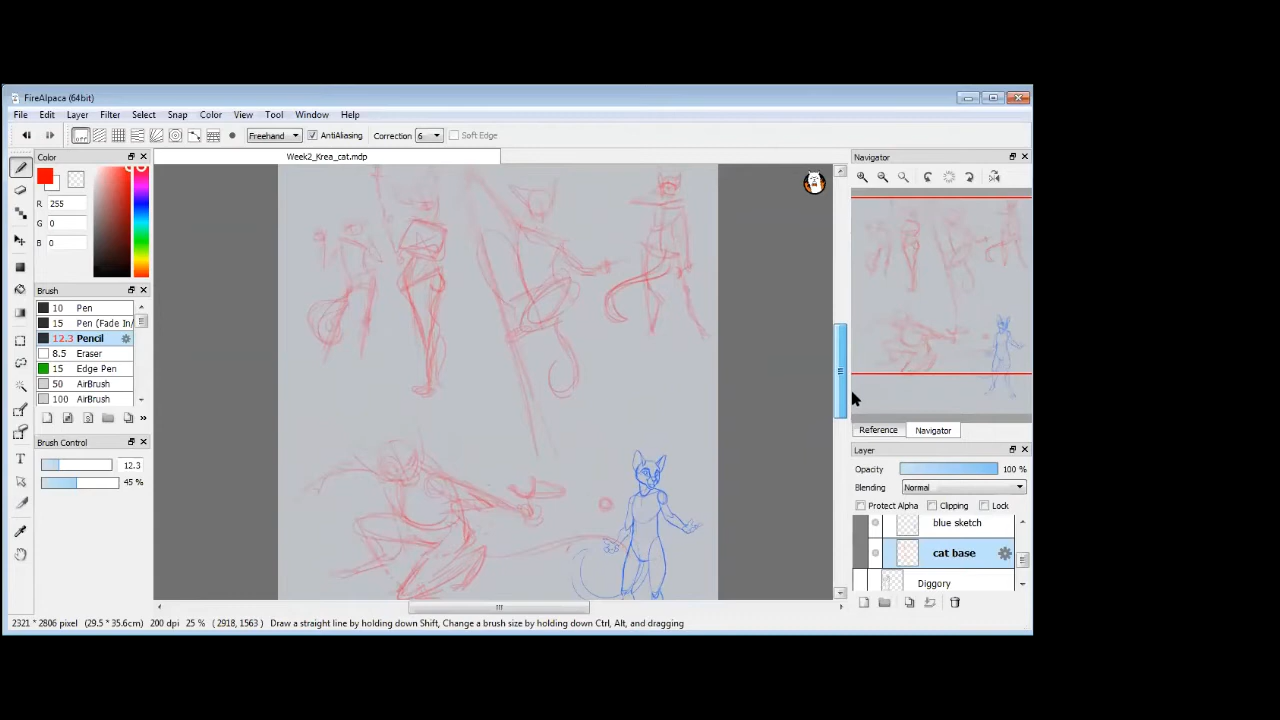 FireAlpaca (64bit)
File Edit Layer Filter Select Snap Color View Tool Window Help
off Freehand AntiAliasing Correction 6 Soft Edge
Color Week2_Krea_cat.mdp Navigator
R 255
G 0
B 0
Brush
10 Pen
15 Pen (Fade In/
12.3 Pencil
8.5 Eraser
15 Edge Pen
50 AirBrush
100 AirBrush
Brush Control
12.3
45 %
T
Reference Navigator
Layer
Opacity 100 %
Blending Normal
Protect Alpha Clipping Lock
blue sketch
cat base
Diggory
2321 * 2806 pixel (29.5 * 35.6cm) 200 dpi 25 % ( 2918, 1563 ) Draw a straight line by holding down Shift, Change a brush size by holding down Ctrl, Alt, and dragging